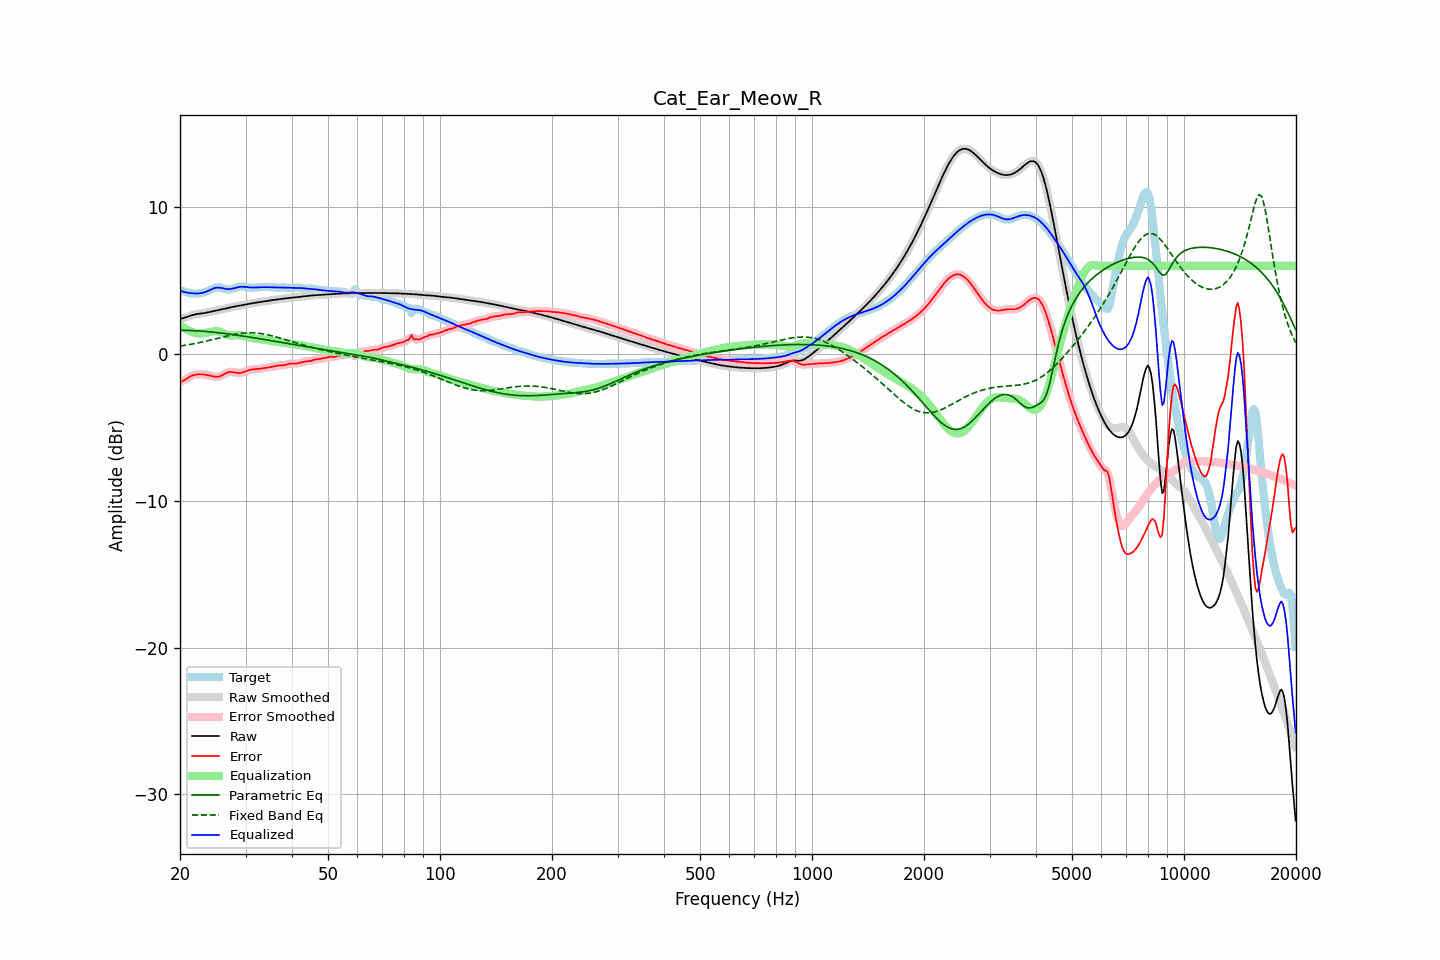 Cat_Ear_Meow_R
10
0
−10
−20
−30
Amplitude (dBr)
Target
Raw Smoothed
Error Smoothed
Raw
Error
Equalization
Parametric Eq
Fixed Band Eq
Equalized
20 50 100 200 500 1000 2000 5000 10000 20000
Frequency (Hz)